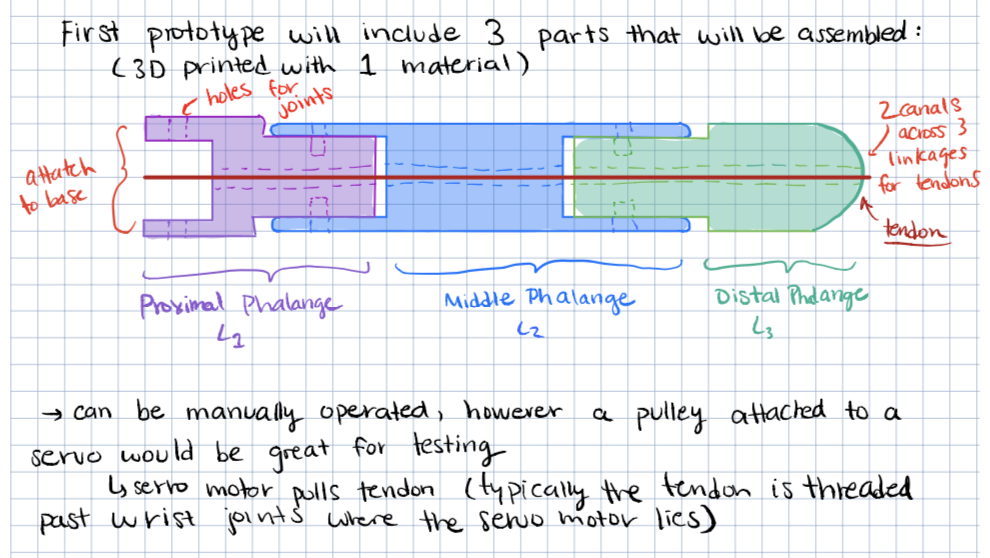 First prototype will include 3 parts that will be assembled:
(3D printed with 1 material)
holes for
joints
2 canals
across 3
linkages
for tendons
attatch
to base
tendon
Proximal Phalange
L1
Middle Phalange
L2
Distal Phalange
L3
→ can be manually operated, however a pulley attached to a
servo would be great for testing
↳ servo motor pulls tendon (typically the tendon is threaded
past wrist joints where the servo motor lies)